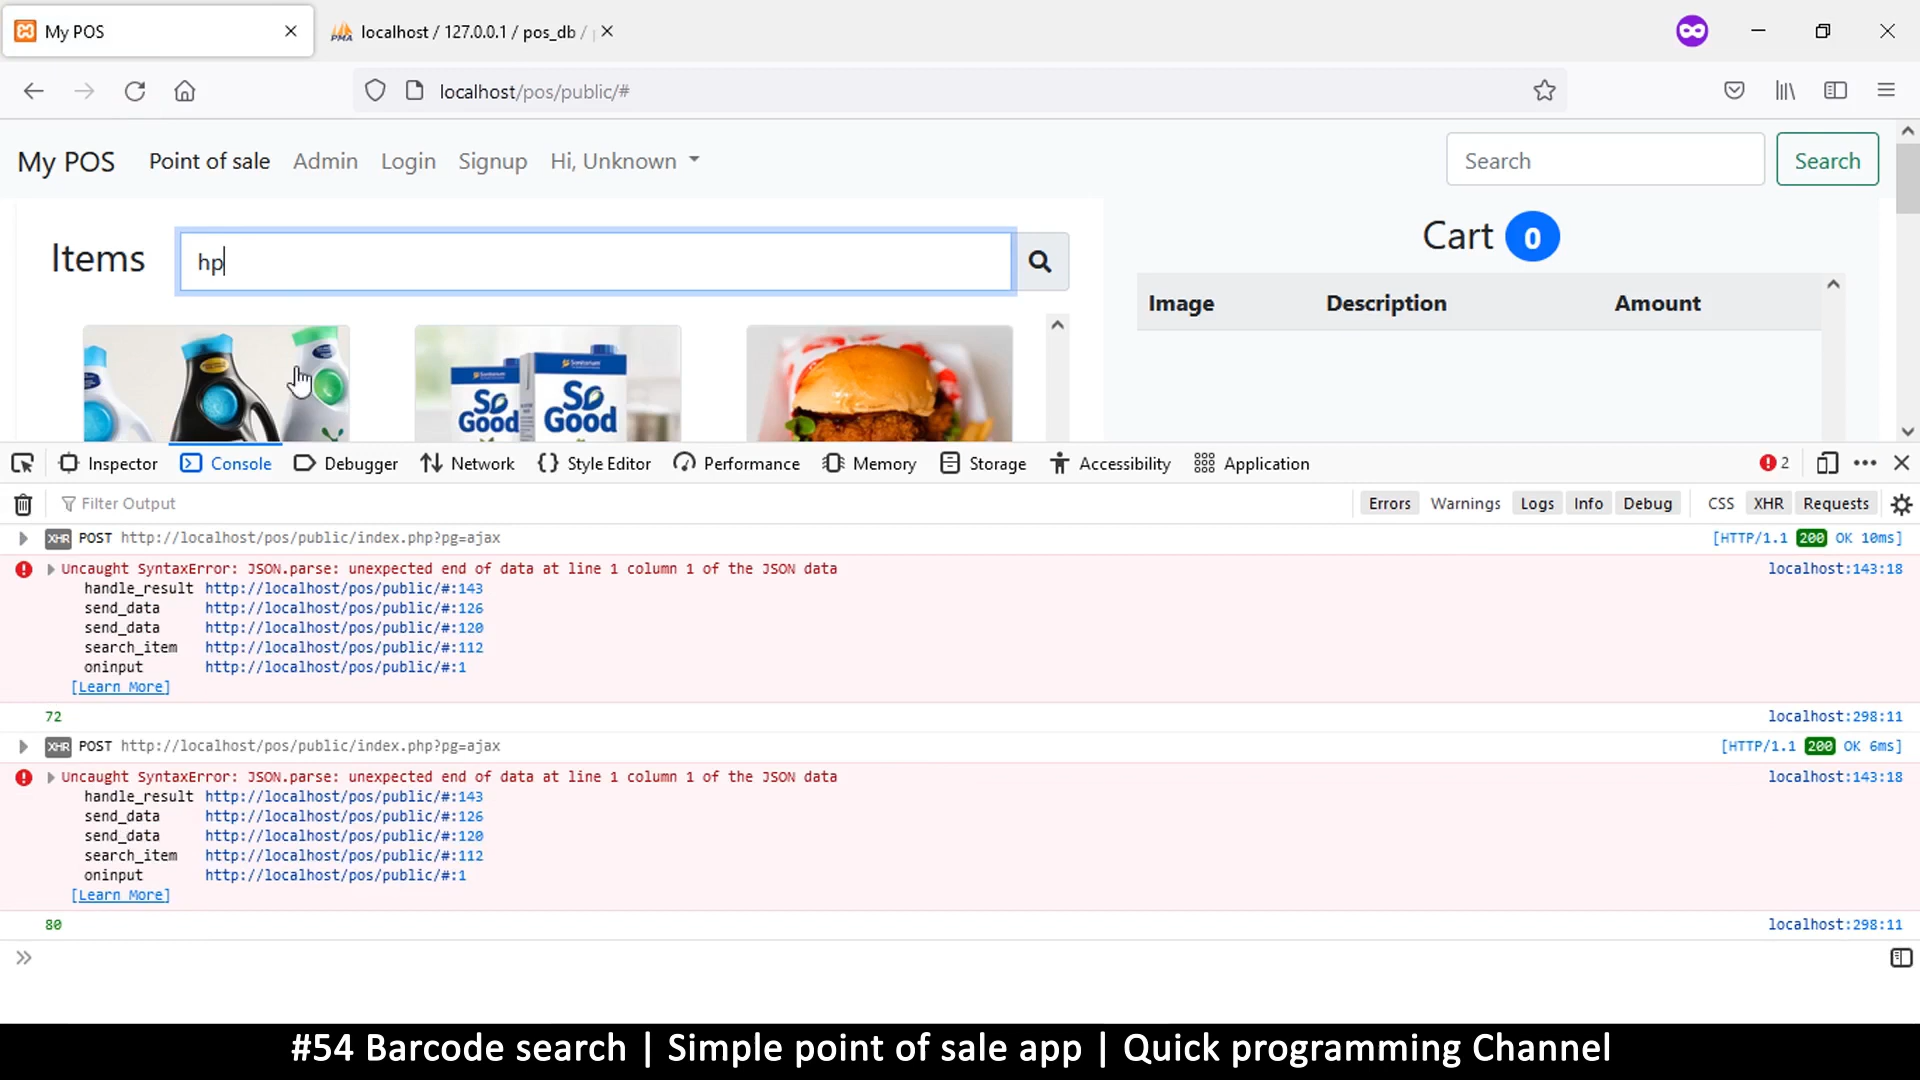 My POS
localhost / 127.0.0.1 / pos_db /
localhost/pos/public/#
My POS Point of sale Admin Login Signup Hi, Unknown Search Search
Items hp
Cart 0
Image Description Amount
So Good So Good
Inspector Console Debugger Network Style Editor Performance Memory Storage Accessibility Application 2
Filter Output Errors Warnings Logs Info Debug CSS XHR Requests
XHR POST http://localhost/pos/public/index.php?pg=ajax [HTTP/1.1 200 OK 10ms]
Uncaught SyntaxError: JSON.parse: unexpected end of data at line 1 column 1 of the JSON data localhost:143:18
handle_result http://localhost/pos/public/#:143
send_data http://localhost/pos/public/#:126
send_data http://localhost/pos/public/#:120
search_item http://localhost/pos/public/#:112
oninput http://localhost/pos/public/#:1
[Learn More]
72 localhost:298:11
XHR POST http://localhost/pos/public/index.php?pg=ajax [HTTP/1.1 200 OK 6ms]
Uncaught SyntaxError: JSON.parse: unexpected end of data at line 1 column 1 of the JSON data localhost:143:18
handle_result http://localhost/pos/public/#:143
send_data http://localhost/pos/public/#:126
send_data http://localhost/pos/public/#:120
search_item http://localhost/pos/public/#:112
oninput http://localhost/pos/public/#:1
[Learn More]
80 localhost:298:11
#54 Barcode search | Simple point of sale app | Quick programming Channel